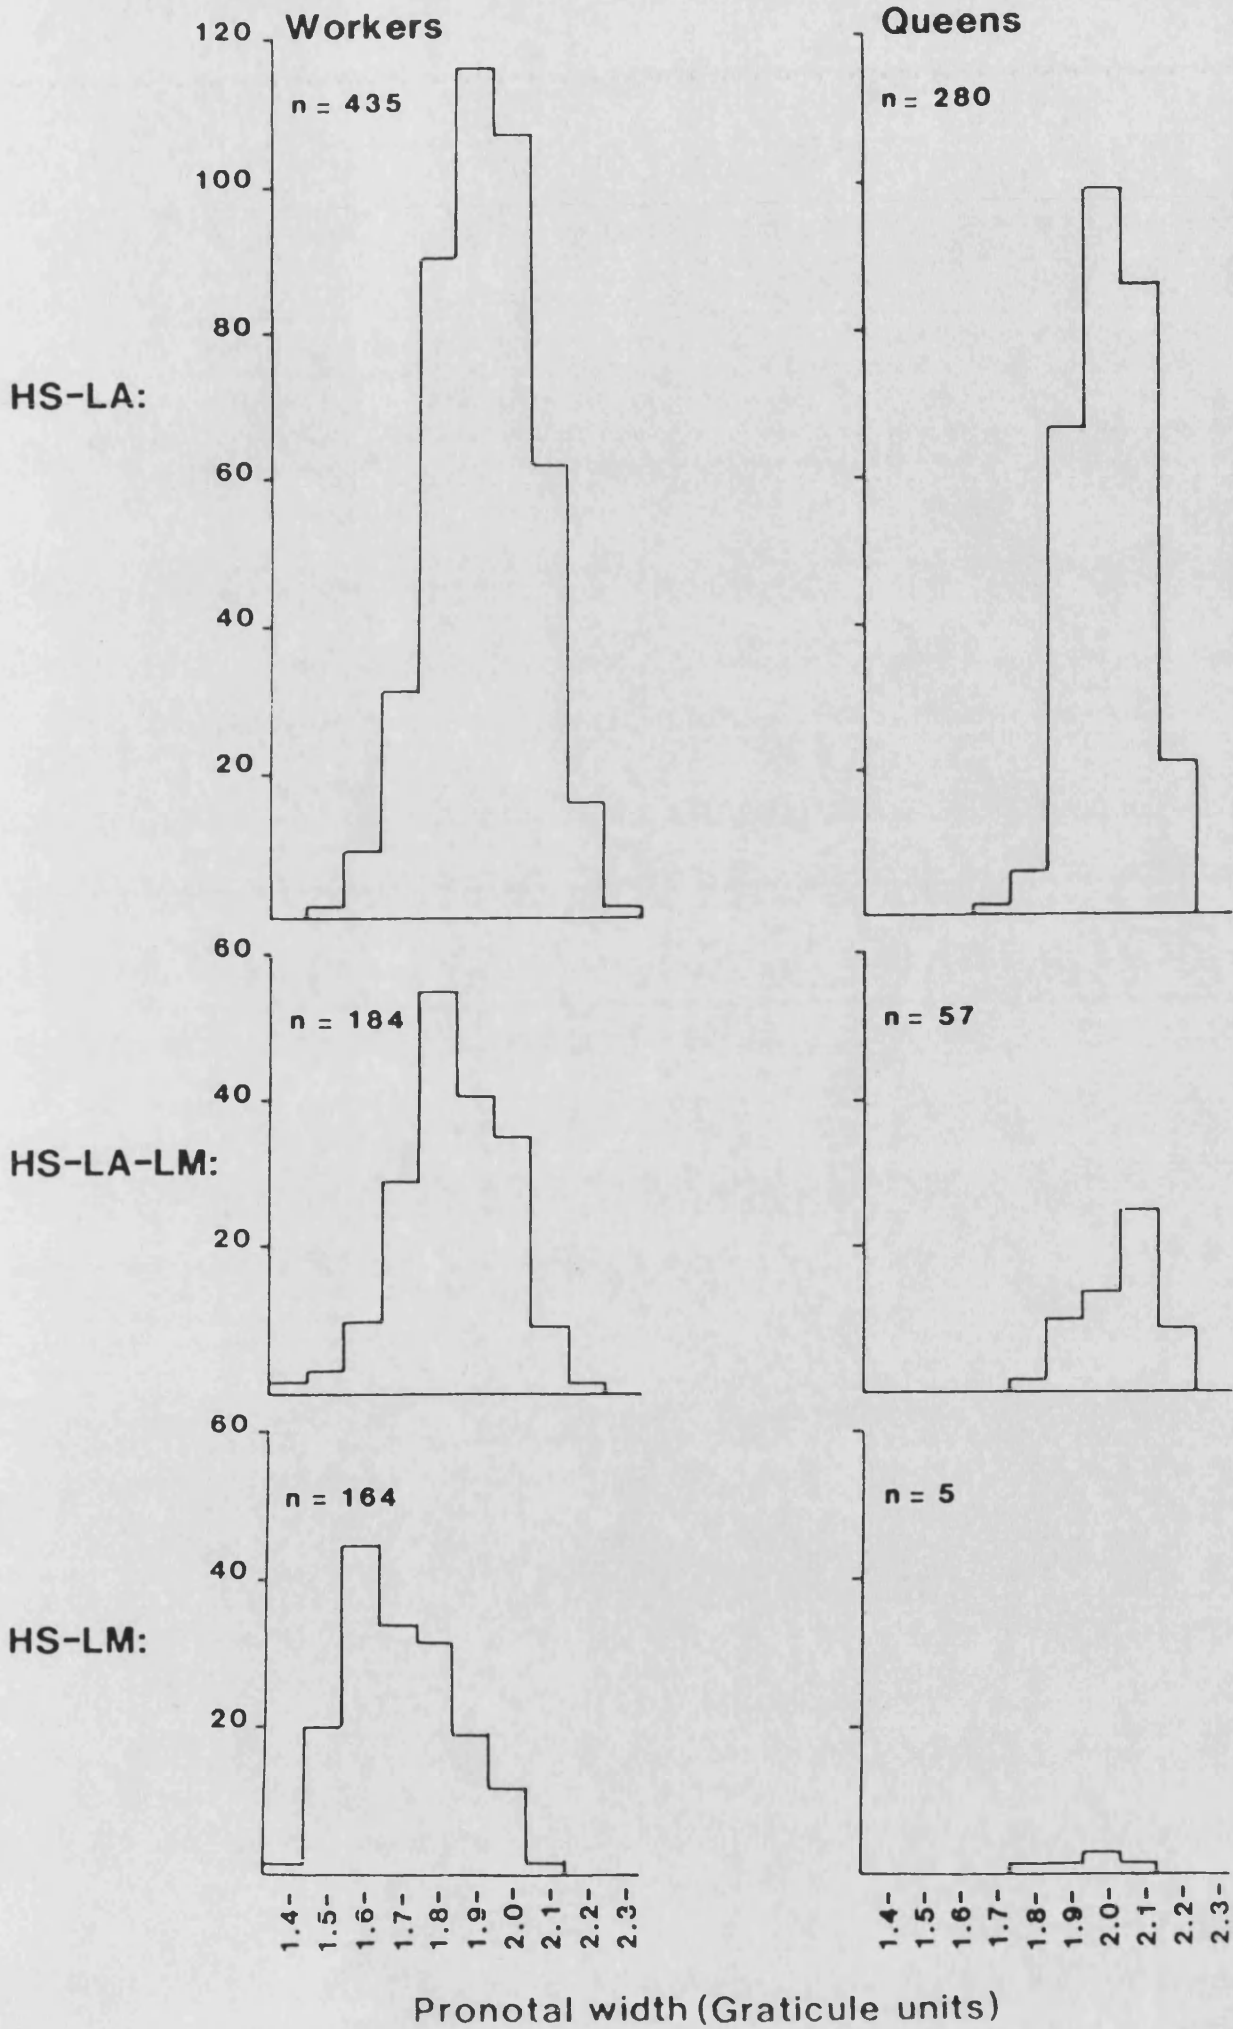 Workers
Queens
n = 435
n = 280
120
100
80
60
40
20
HS-LA:
n = 184
n = 57
60
40
20
HS-LA-LM:
n = 164
n = 5
60
40
20
HS-LM:
1.4- 1.5- 1.6- 1.7- 1.8- 1.9- 2.0- 2.1- 2.2- 2.3-
1.4- 1.5- 1.6- 1.7- 1.8- 1.9- 2.0- 2.1- 2.2- 2.3-
Pronotal width (Graticule units)